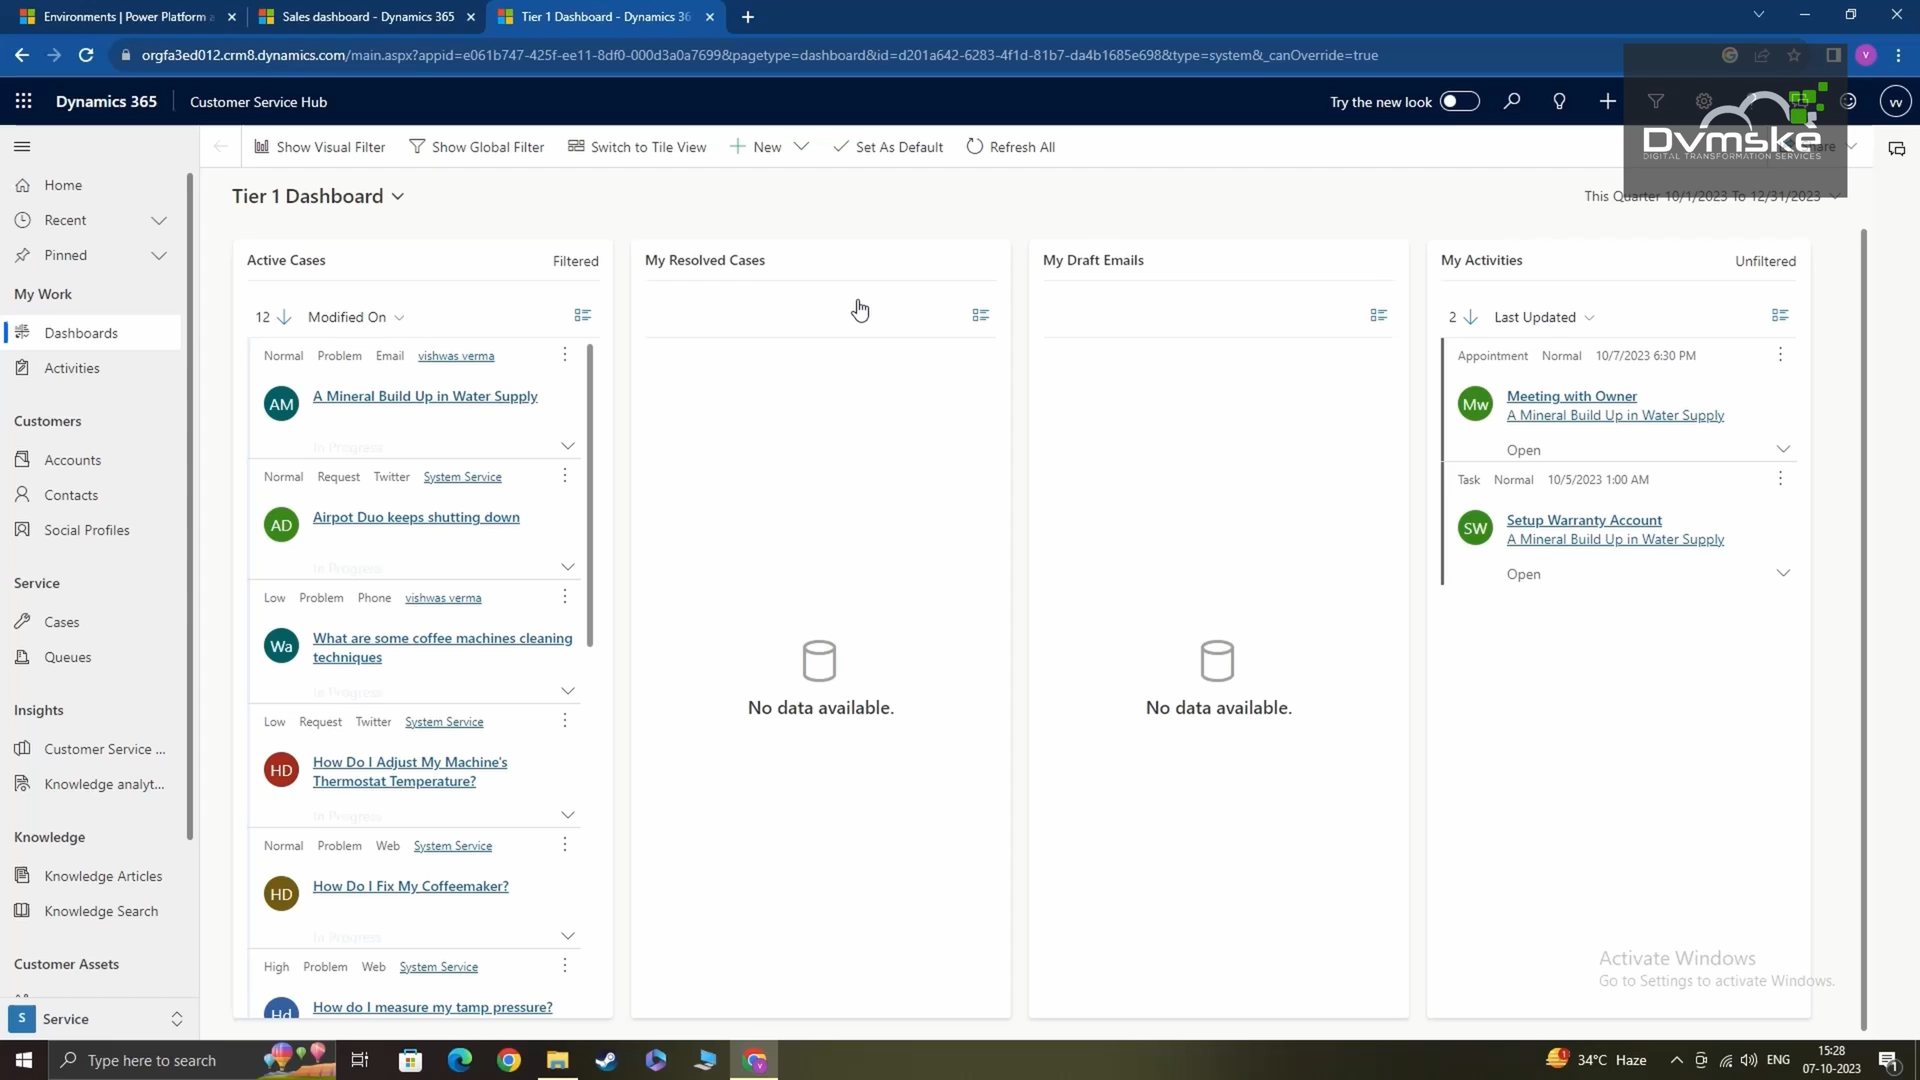 Environments | Power Platform a
Sales dashboard - Dynamics 365
Tier 1 Dashboard - Dynamics 36
orgfa3ed012.crm8.dynamics.com/main.aspx?appid=e061b747-425f-ee11-8df0-000d3a0a7699&pagetype=dashboard&id=d201a642-6283-4f1d-81b7-da4b1685e698&type=system&_canOverride=true
V
Dynamics 365
Customer Service Hub
Try the new look
VV
Dvmske
DIGITAL TRANSFORMATION SERVICES
Show Visual Filter
Show Global Filter
Switch to Tile View
New
Set As Default
Refresh All
Share
Tier 1 Dashboard
This Quarter 10/1/2023 To 12/31/2023
Home
Recent
Pinned
My Work
Dashboards
Activities
Customers
Accounts
Contacts
Social Profiles
Service
Cases
Queues
Insights
Customer Service ...
Knowledge analyt...
Knowledge
Knowledge Articles
Knowledge Search
Customer Assets
S Service
Active Cases
Filtered
12
Modified On
Normal Problem Email vishwas verma
AM
A Mineral Build Up in Water Supply
In Progress
Normal Request Twitter System Service
AD
Airpot Duo keeps shutting down
In Progress
Low Problem Phone vishwas verma
Wa
What are some coffee machines cleaning
techniques
In Progress
Low Request Twitter System Service
HD
How Do I Adjust My Machine's
Thermostat Temperature?
In Progress
Normal Problem Web System Service
HD
How Do I Fix My Coffeemaker?
In Progress
High Problem Web System Service
Hd
How do I measure my tamp pressure?
My Resolved Cases
No data available.
My Draft Emails
No data available.
My Activities
Unfiltered
2
Last Updated
Appointment Normal 10/7/2023 6:30 PM
Mw
Meeting with Owner
A Mineral Build Up in Water Supply
Open
Task Normal 10/5/2023 1:00 AM
SW
Setup Warranty Account
A Mineral Build Up in Water Supply
Open
Activate Windows
Go to Settings to activate Windows.
Type here to search
34°C Haze
ENG
15:28
07-10-2023